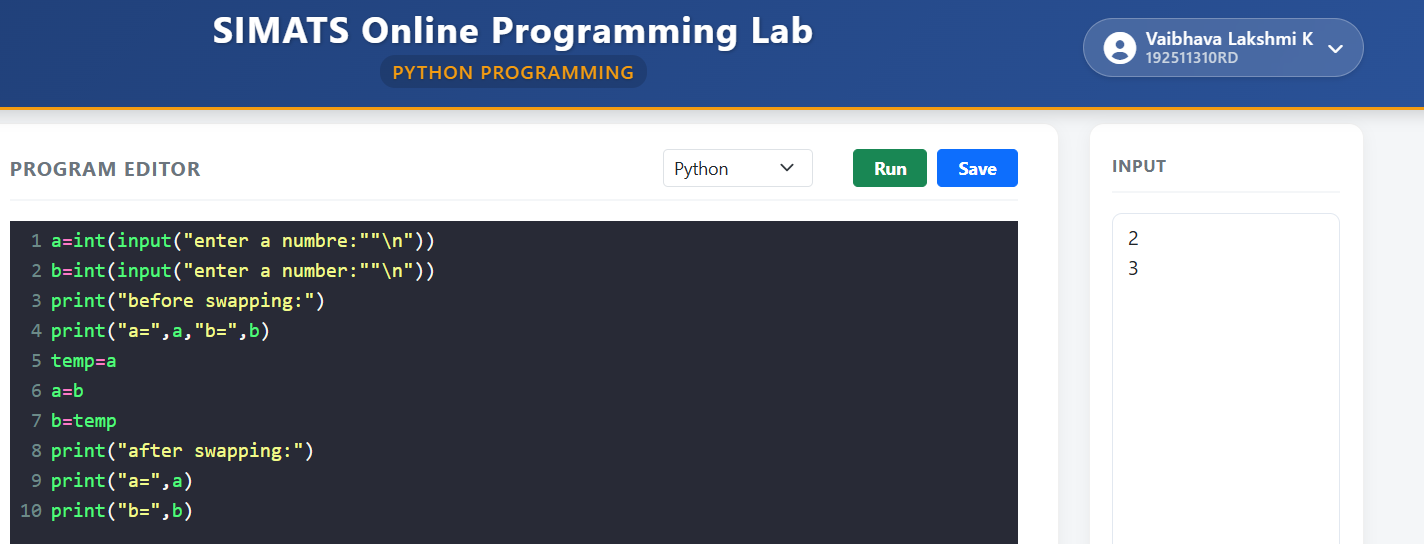 SIMATS Online Programming Lab
PYTHON PROGRAMMING
Vaibhava Lakshmi K
192511310RD
PROGRAM EDITOR
Python
Run
Save
1 a=int(input("enter a numbre:""\n"))
2 b=int(input("enter a number:""\n"))
3 print("before swapping:")
4 print("a=",a,"b=",b)
5 temp=a
6 a=b
7 b=temp
8 print("after swapping:")
9 print("a=",a)
10 print("b=",b)
INPUT
2
3